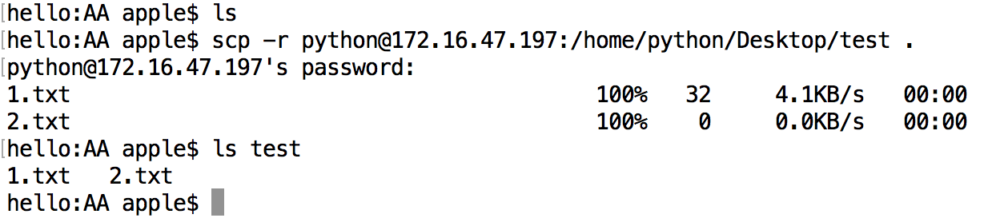 [hello:AA apple$ ls
[hello:AA apple$ scp -r python@172.16.47.197:/home/python/Desktop/test .
[python@172.16.47.197's password:
1.txt 100% 32 4.1KB/s 00:00
2.txt 100% 0 0.0KB/s 00:00
[hello:AA apple$ ls test
1.txt 2.txt
hello:AA apple$